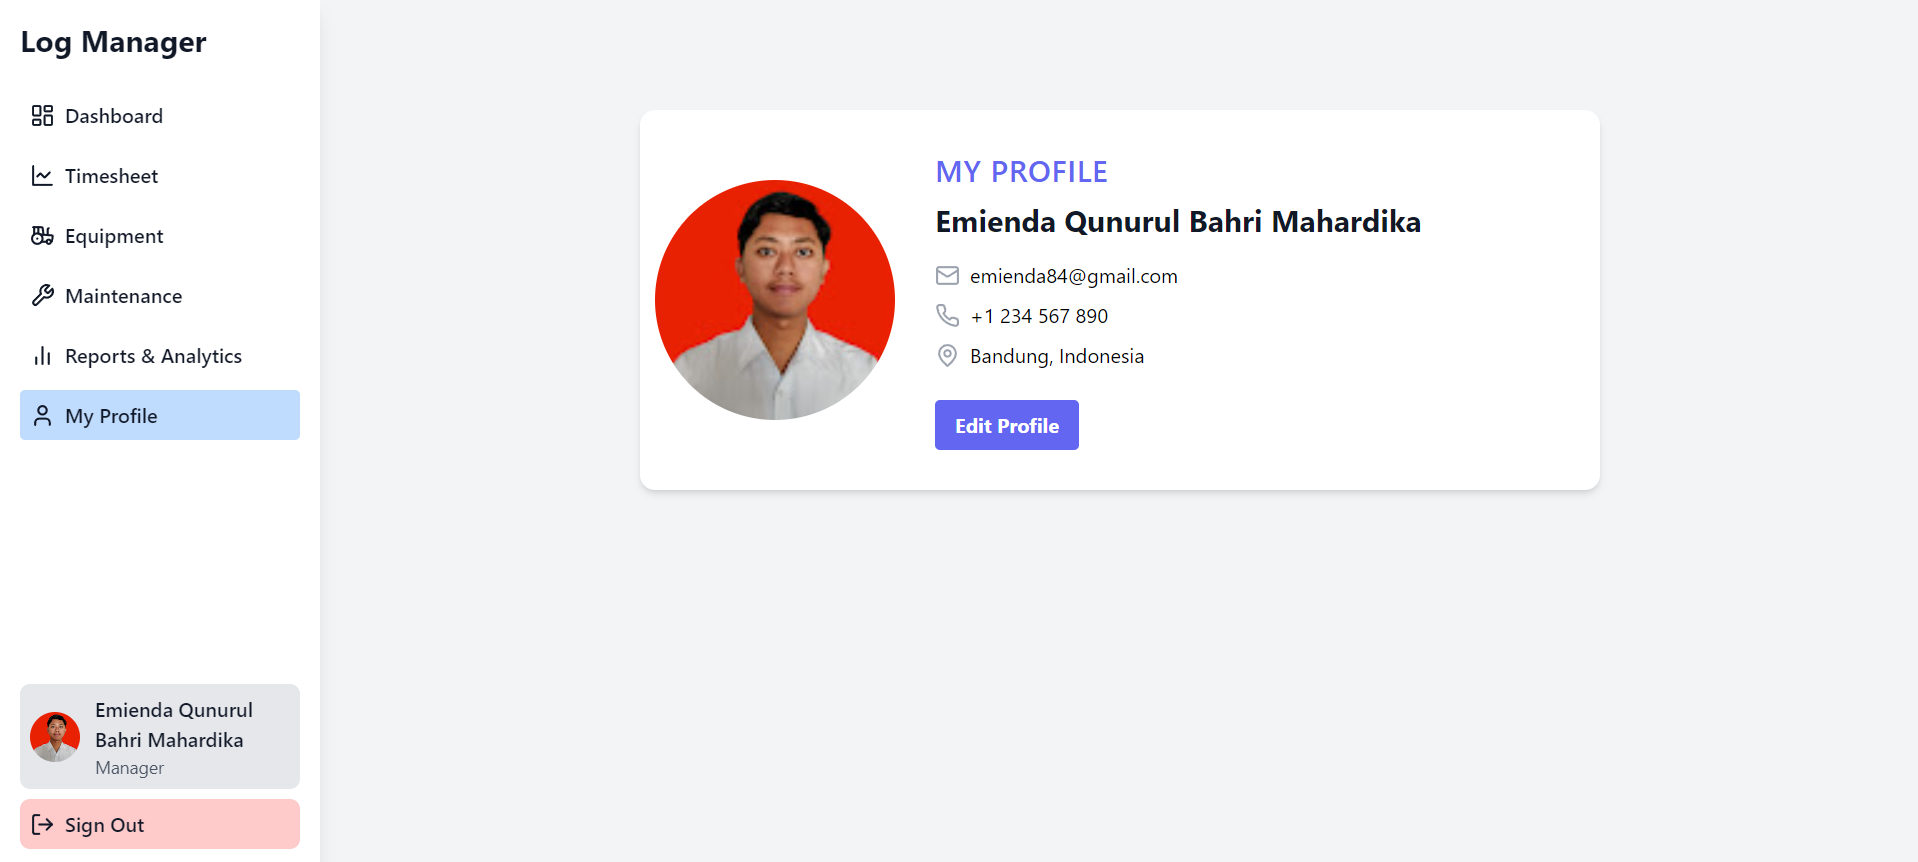 Log Manager
Dashboard
Timesheet
Equipment
Maintenance
Reports & Analytics
My Profile
Emienda Qunurul
Bahri Mahardika
Manager
Sign Out
MY PROFILE
Emienda Qunurul Bahri Mahardika
emienda84@gmail.com
+1 234 567 890
Bandung, Indonesia
Edit Profile